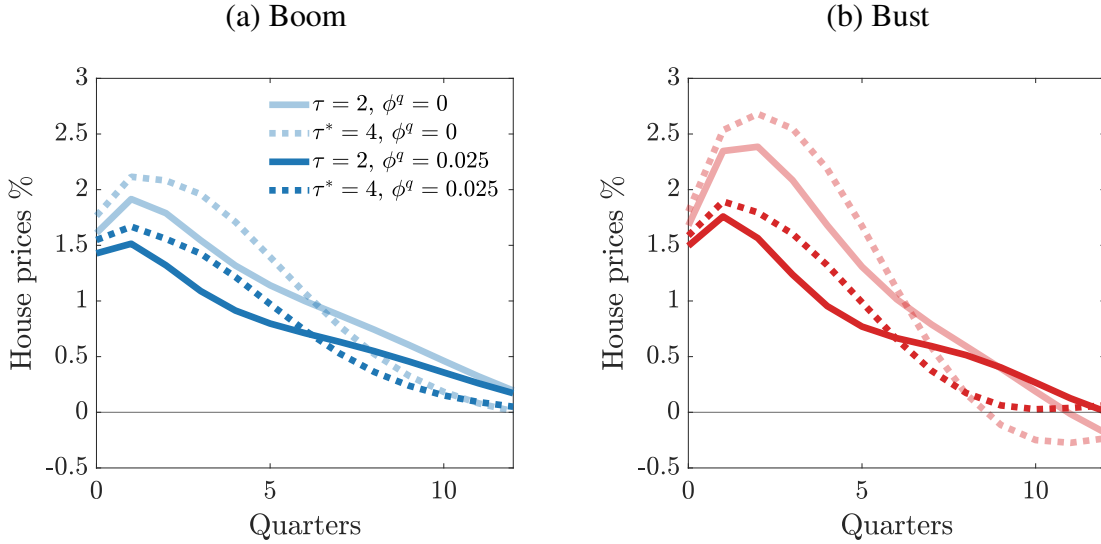 (a) Boom
House prices %
3
2.5
2
1.5
1
0.5
0
-0.5
τ = 2, ϕ^q = 0
τ* = 4, ϕ^q = 0
τ = 2, ϕ^q = 0.025
τ* = 4, ϕ^q = 0.025
0 5 10
Quarters
(b) Bust
House prices %
3
2.5
2
1.5
1
0.5
0
-0.5
0 5 10
Quarters